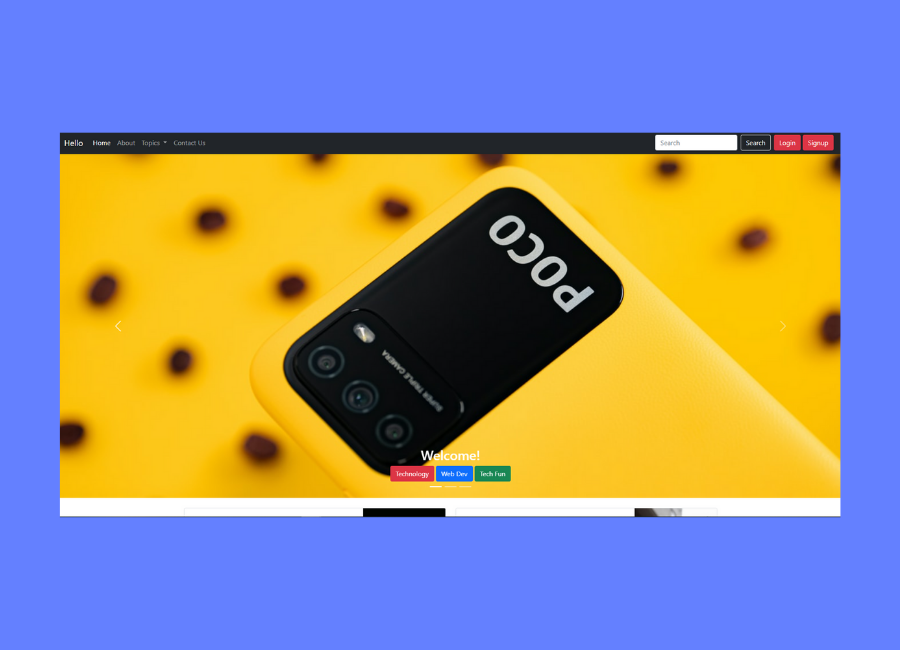 Hello Home About Topics Contact Us Search Search Login Signup
POCO
SUPER TRIPLE CAMERA
Welcome!
Technology Web Dev Tech Fun